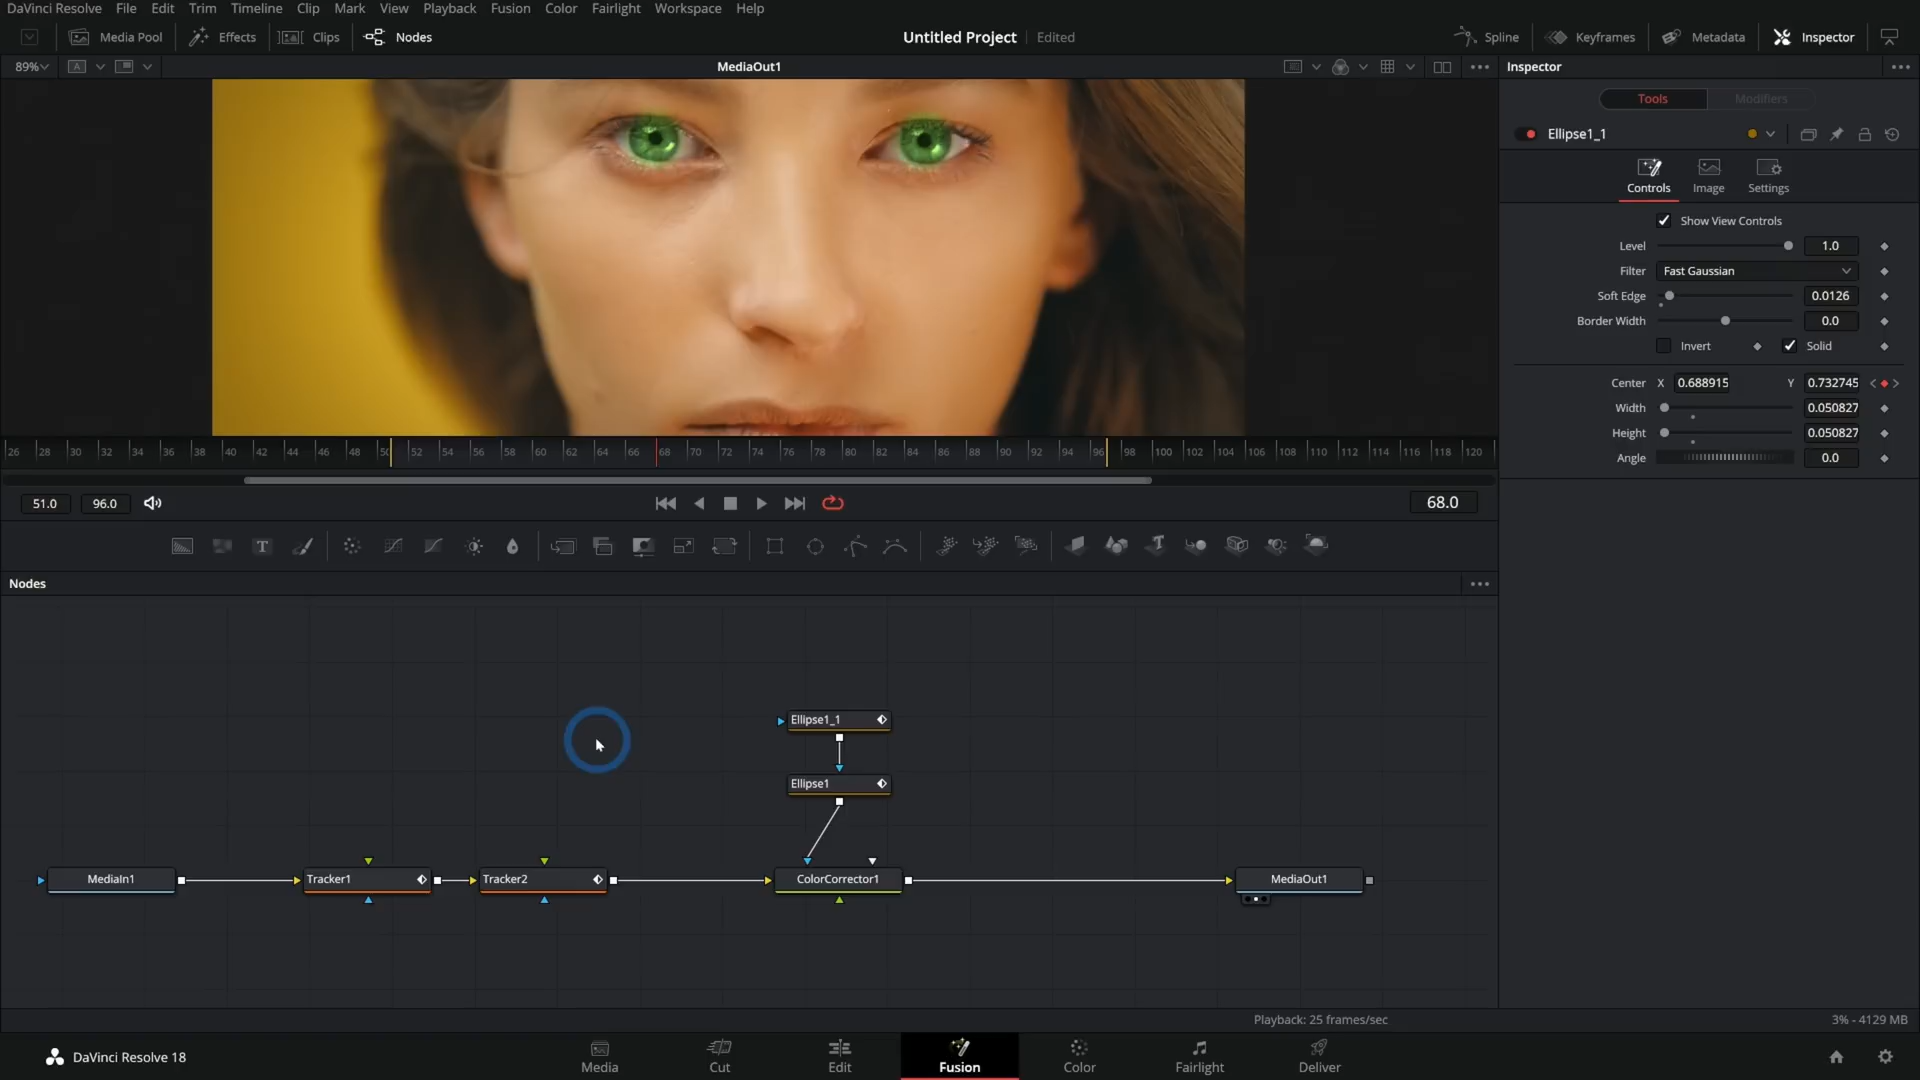 DaVinci Resolve File Edit Trim Timeline Clip Mark View Playback Fusion Color Fairlight Workspace Help
Media Pool Effects Clips Nodes Untitled Project Edited Spline Keyframes Metadata Inspector
89% A MediaOut1 Inspector
Tools Modifiers
Ellipse1_1
Controls Image Settings
Show View Controls
Level 1.0
Filter Fast Gaussian
Soft Edge 0.0126
Border Width 0.0
Invert Solid
Center X 0.688915 Y 0.732745
Width 0.050827
Height 0.050827
Angle 0.0
26 28 30 32 34 36 38 40 42 44 46 48 50 52 54 56 58 60 62 64 66 68 70 72 74 76 78 80 82 84 86 88 90 92 94 96 98 100 102 104 106 108 110 112 114 116 118 120
51.0 96.0 68.0
T T
Nodes
Ellipse1_1
Ellipse1
MediaIn1 Tracker1 Tracker2 ColorCorrector1 MediaOut1
Playback: 25 frames/sec 3% - 4129 MB
DaVinci Resolve 18 Media Cut Edit Fusion Color Fairlight Deliver